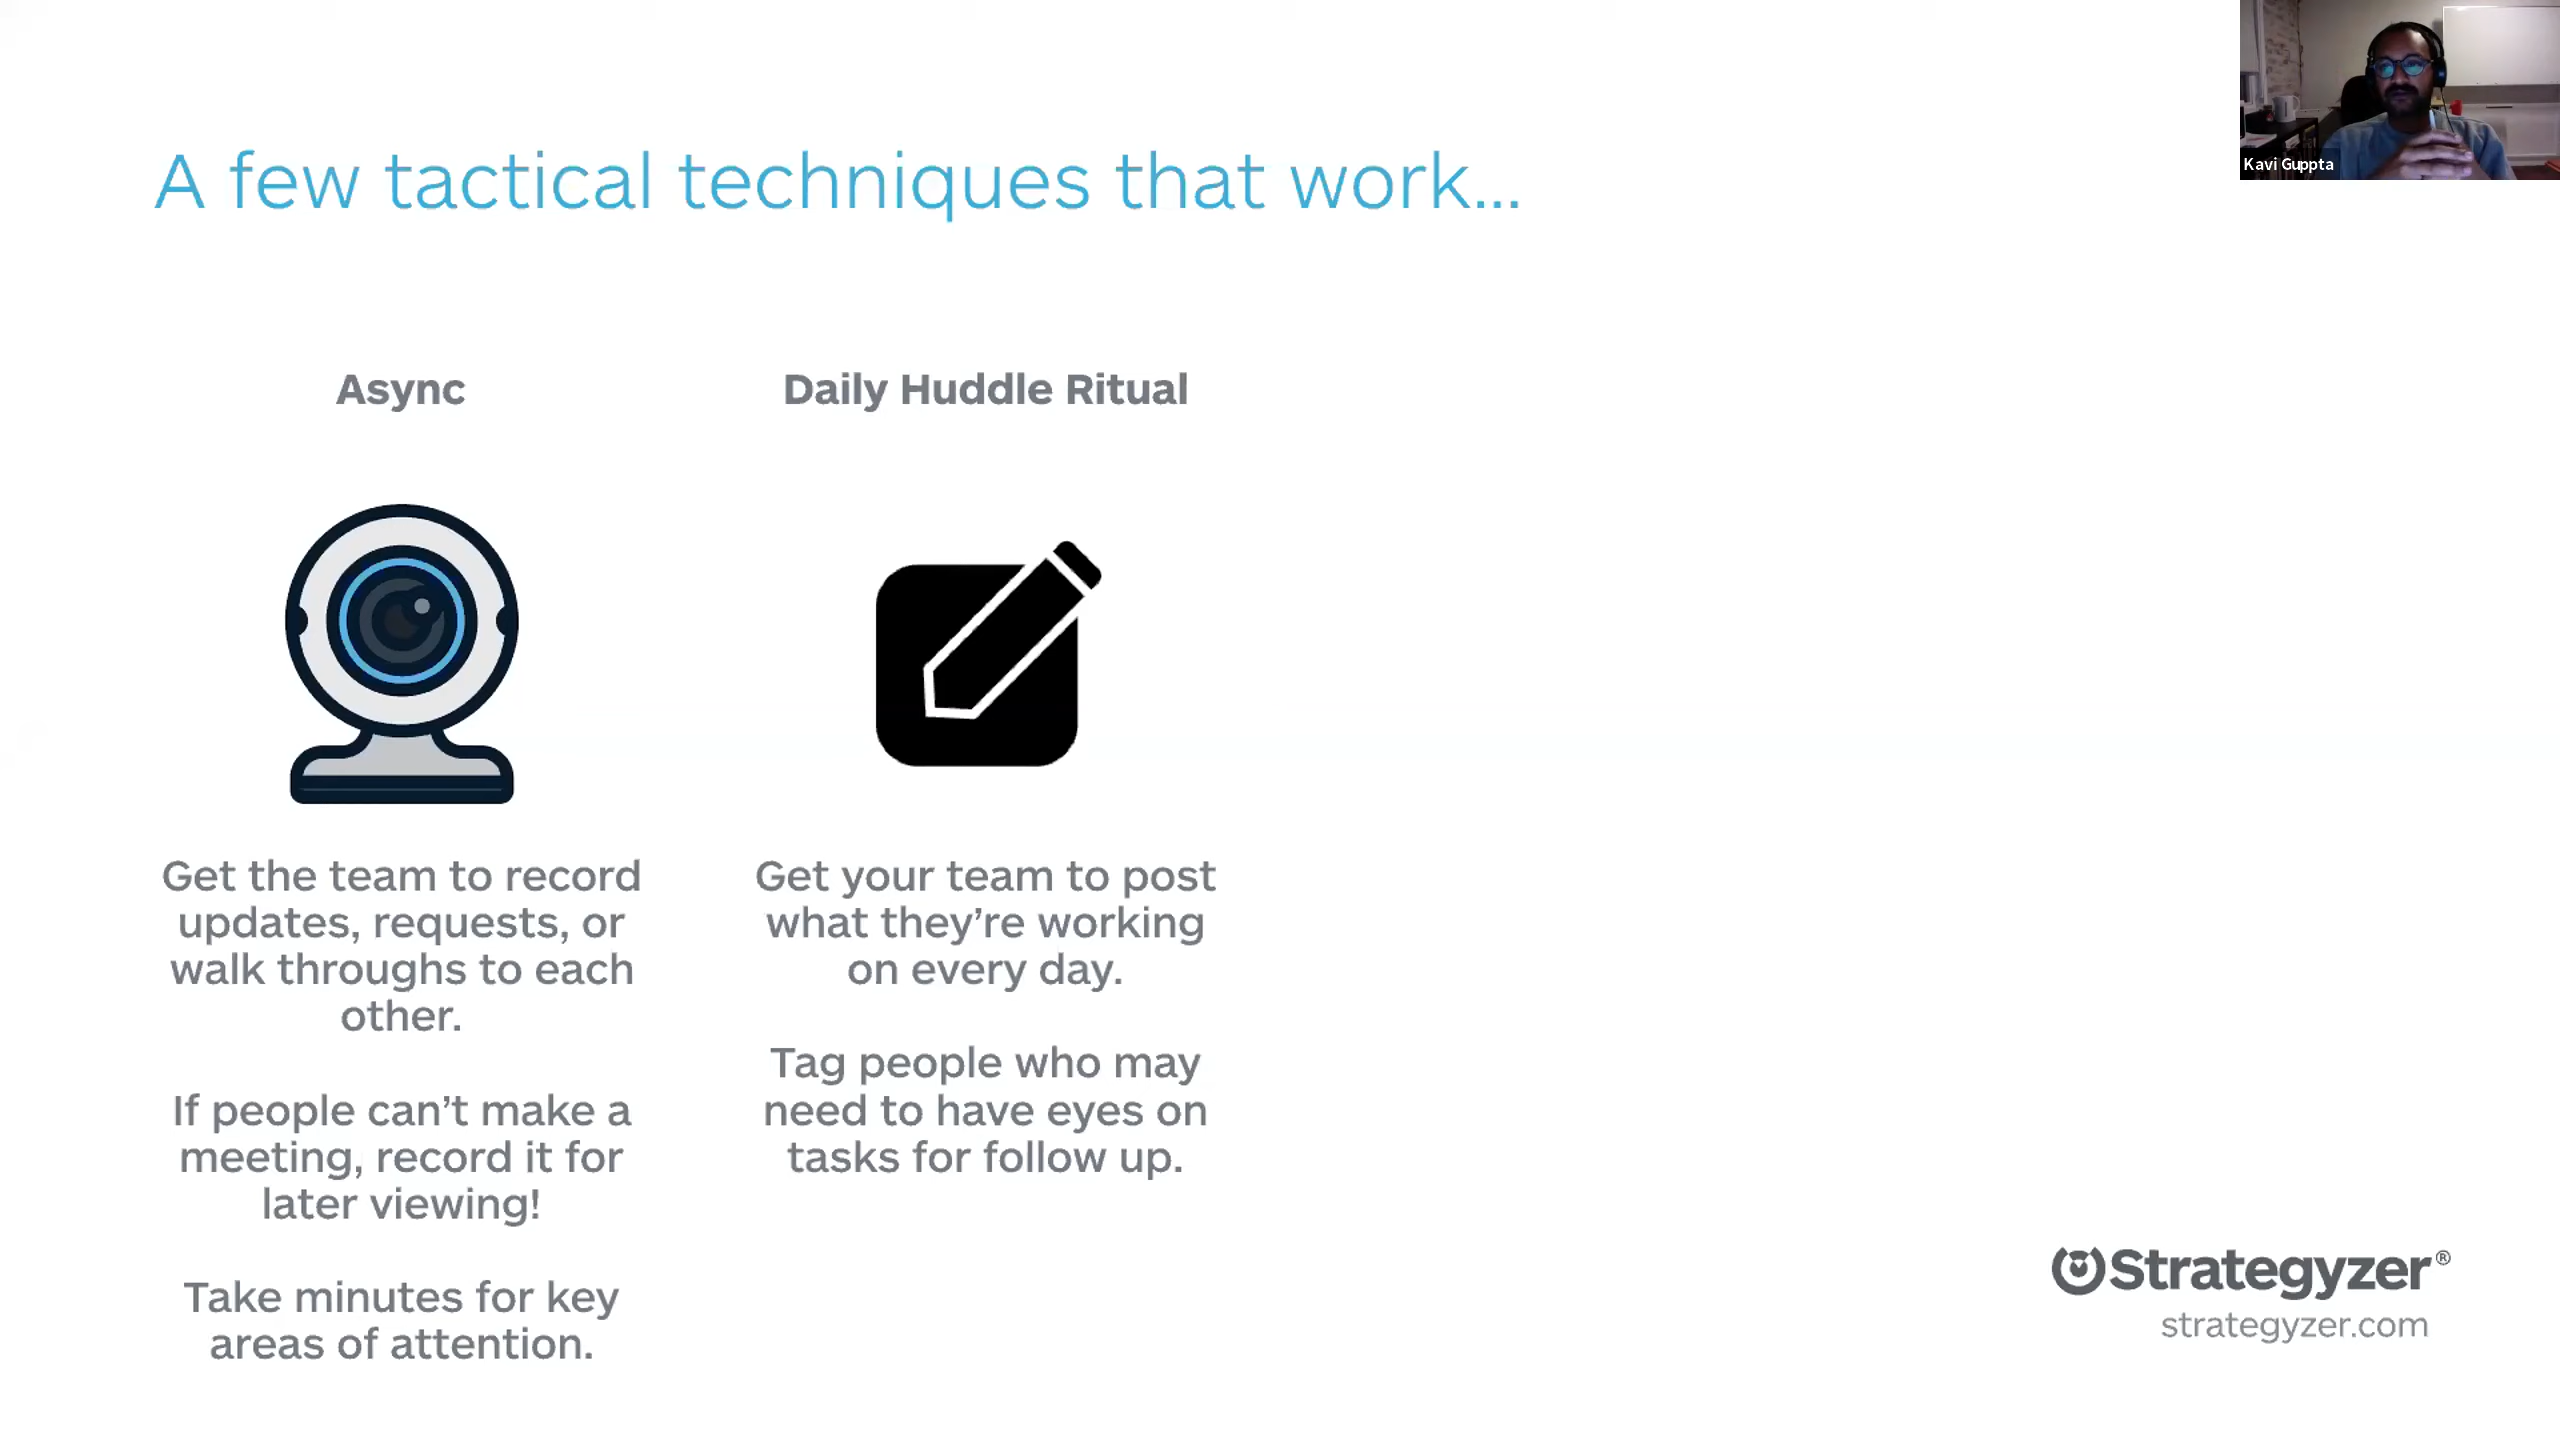 Kavi Guppta
A few tactical techniques that work...
Async
Get the team to record
updates, requests, or
walk throughs to each
other.
If people can’t make a
meeting, record it for
later viewing!
Take minutes for key
areas of attention.
Daily Huddle Ritual
Get your team to post
what they’re working
on every day.
Tag people who may
need to have eyes on
tasks for follow up.
Strategyzer®
strategyzer.com